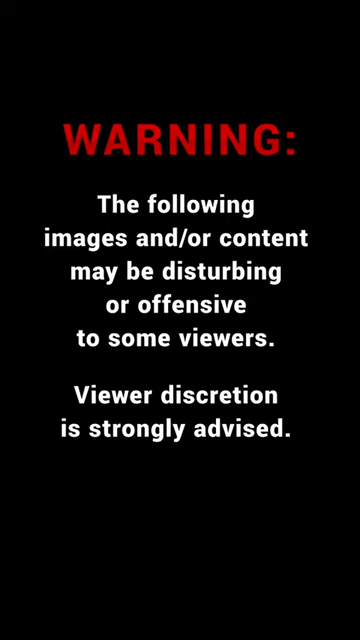 WARNING:
The following
images and/or content
may be disturbing
or offensive
to some viewers.
Viewer discretion
is strongly advised.